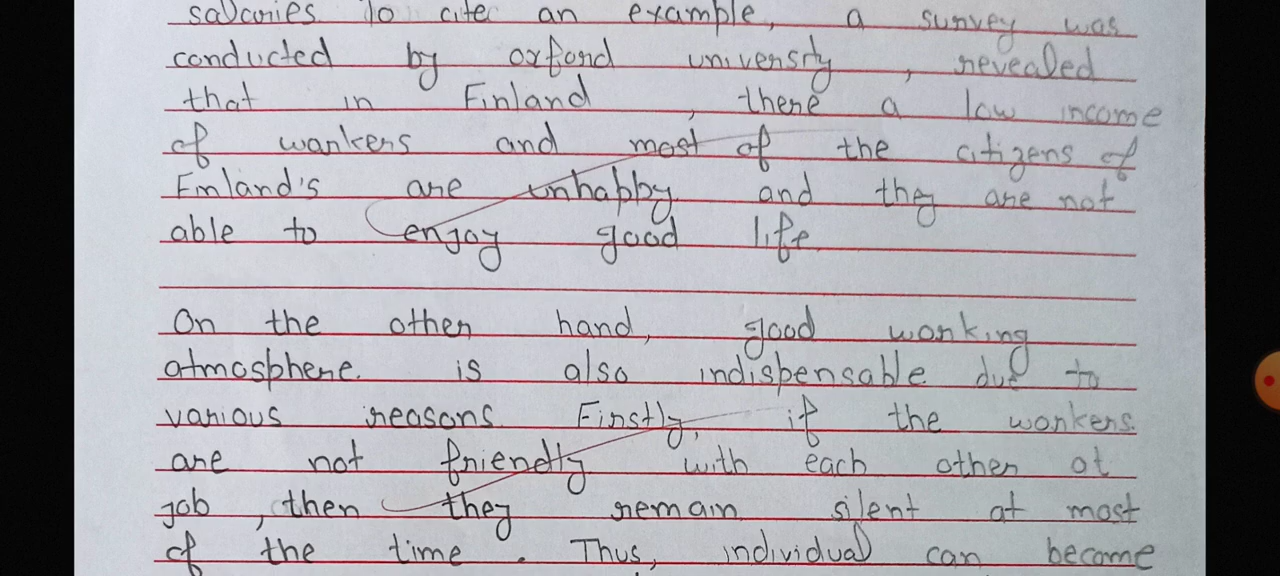 salaries To cite an example, a survey was
conducted by oxford university , revealed
that in Finland , there a low income
of workers and most of the citizens of
Finland's are unhappy and they are not
able to enjoy good life
On the other hand, good working
atmosphere. is also indispensable due to
various reasons Firstly, if the workers.
are not friendly with each other at
job , then they remain silent at most
of the time . Thus, individual can become